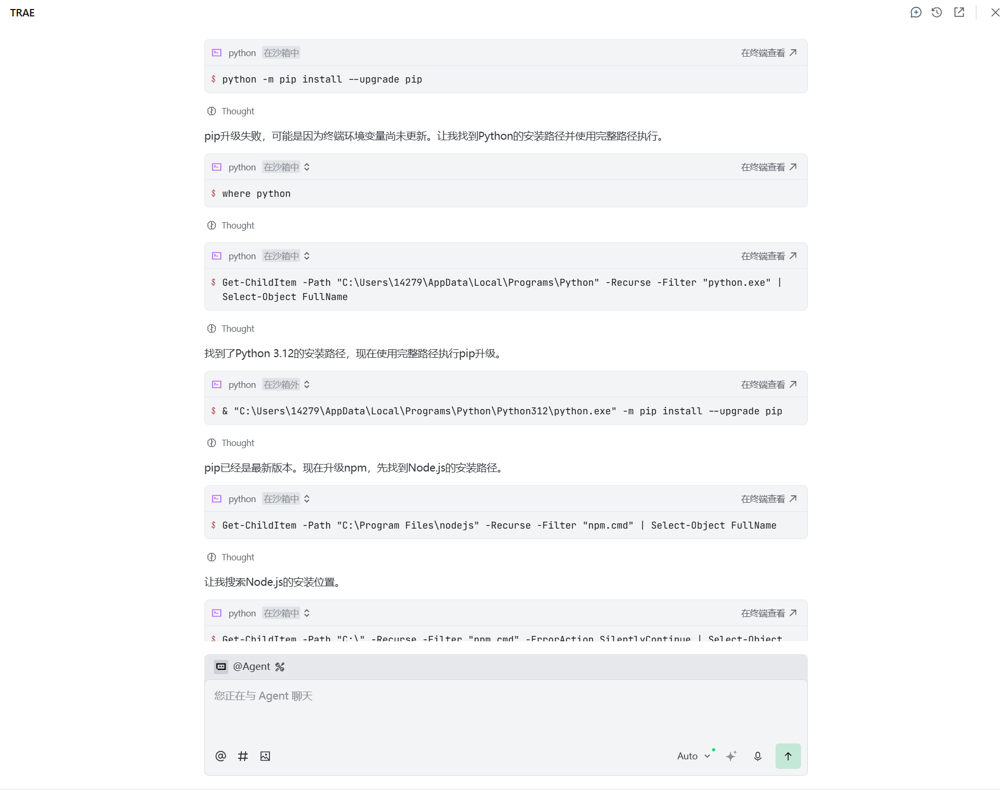 TRAE
python 在沙箱中 在终端查看
$ python -m pip install --upgrade pip
Thought
pip升级失败，可能是因为终端环境变量尚未更新。让我找到Python的安装路径并使用完整路径执行。
python 在沙箱中 在终端查看
$ where python
Thought
python 在沙箱中 在终端查看
$ Get-ChildItem -Path "C:\Users\14279\AppData\Local\Programs\Python" -Recurse -Filter "python.exe" |
Select-Object FullName
Thought
找到了Python 3.12的安装路径，现在使用完整路径执行pip升级。
python 在沙箱外 在终端查看
$ & "C:\Users\14279\AppData\Local\Programs\Python\Python312\python.exe" -m pip install --upgrade pip
Thought
pip已经是最新版本。现在升级npm，先找到Node.js的安装路径。
python 在沙箱中 在终端查看
$ Get-ChildItem -Path "C:\Program Files\nodejs" -Recurse -Filter "npm.cmd" | Select-Object FullName
Thought
让我搜索Node.js的安装位置。
python 在沙箱中 在终端查看
$ Get-ChildItem -Path "C:\" -Recurse -Filter "npm.cmd" -ErrorAction SilentlyContinue | Select-Object
@Agent
您正在与 Agent 聊天
Auto